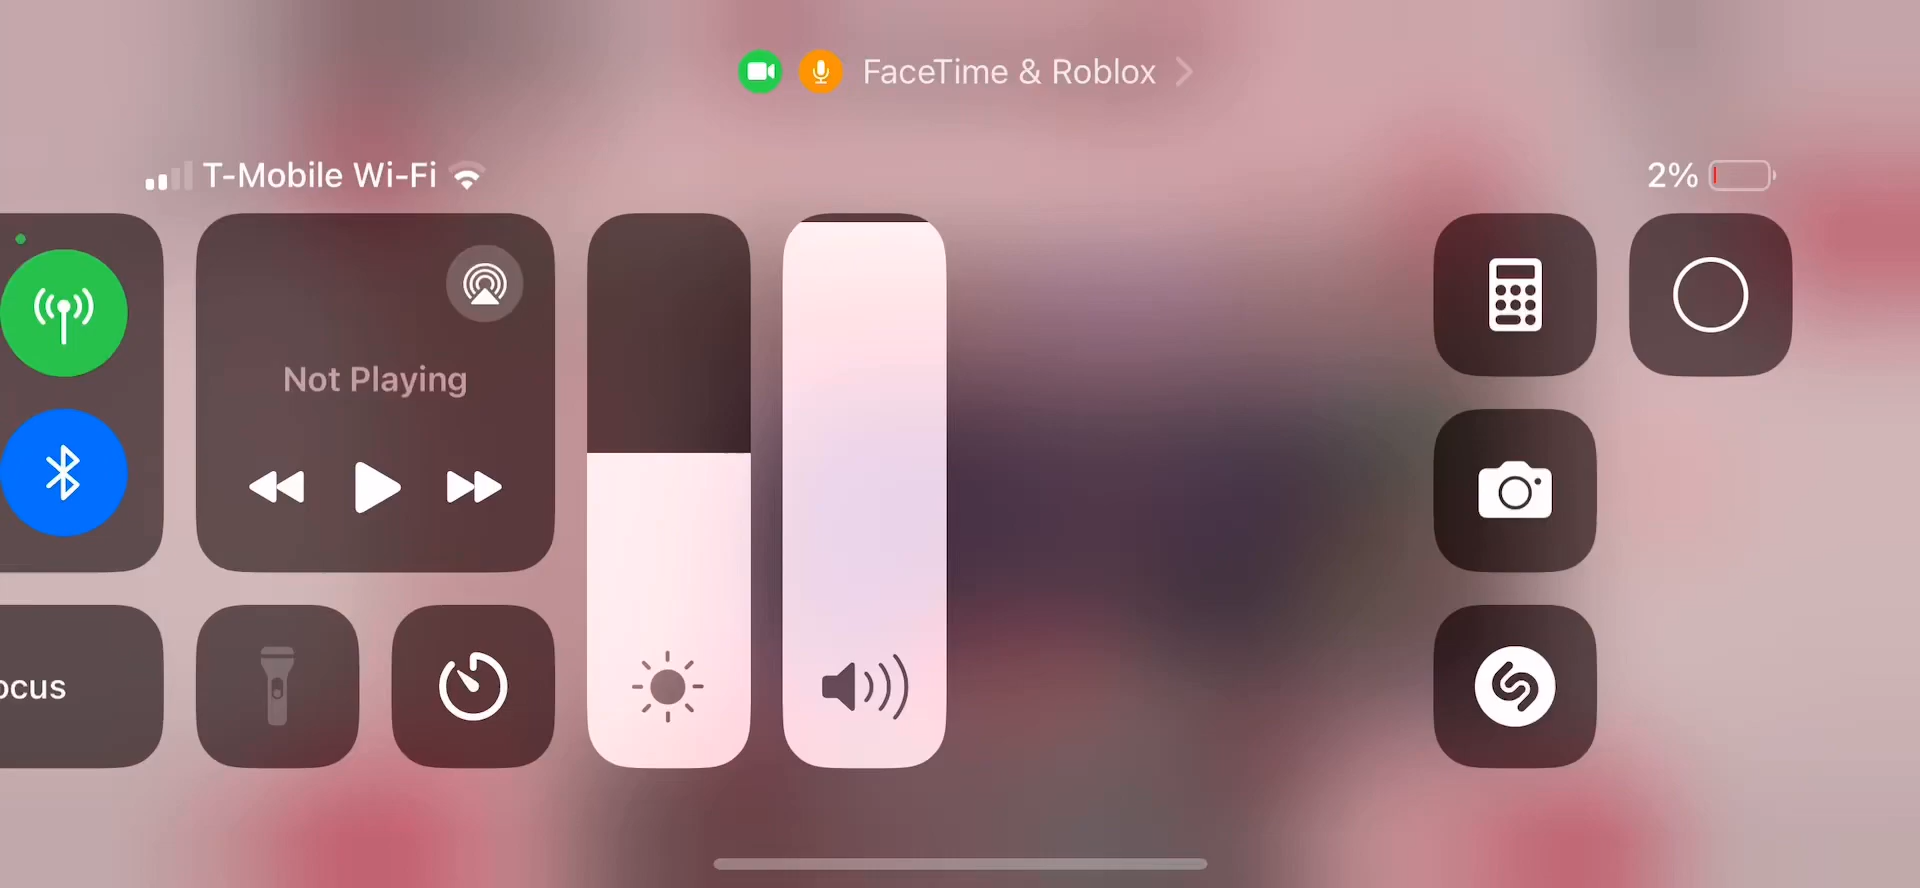 FaceTime & Roblox
T-Mobile Wi-Fi
2%
Not Playing
ocus